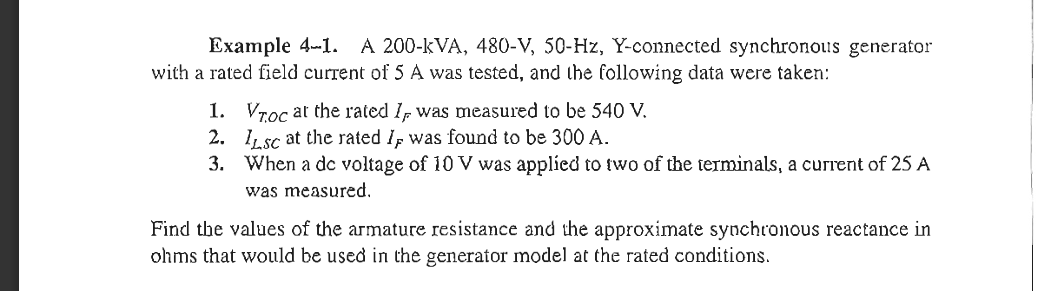 Example 4–1. A 200-kVA, 480-V, 50-Hz, Y-connected synchronous generator
with a rated field current of 5 A was tested, and the following data were taken:
1. V_T,OC at the rated I_F was measured to be 540 V.
2. I_L,SC at the rated I_F was found to be 300 A.
3. When a dc voltage of 10 V was applied to two of the terminals, a current of 25 A
was measured.
Find the values of the armature resistance and the approximate synchronous reactance in
ohms that would be used in the generator model at the rated conditions.